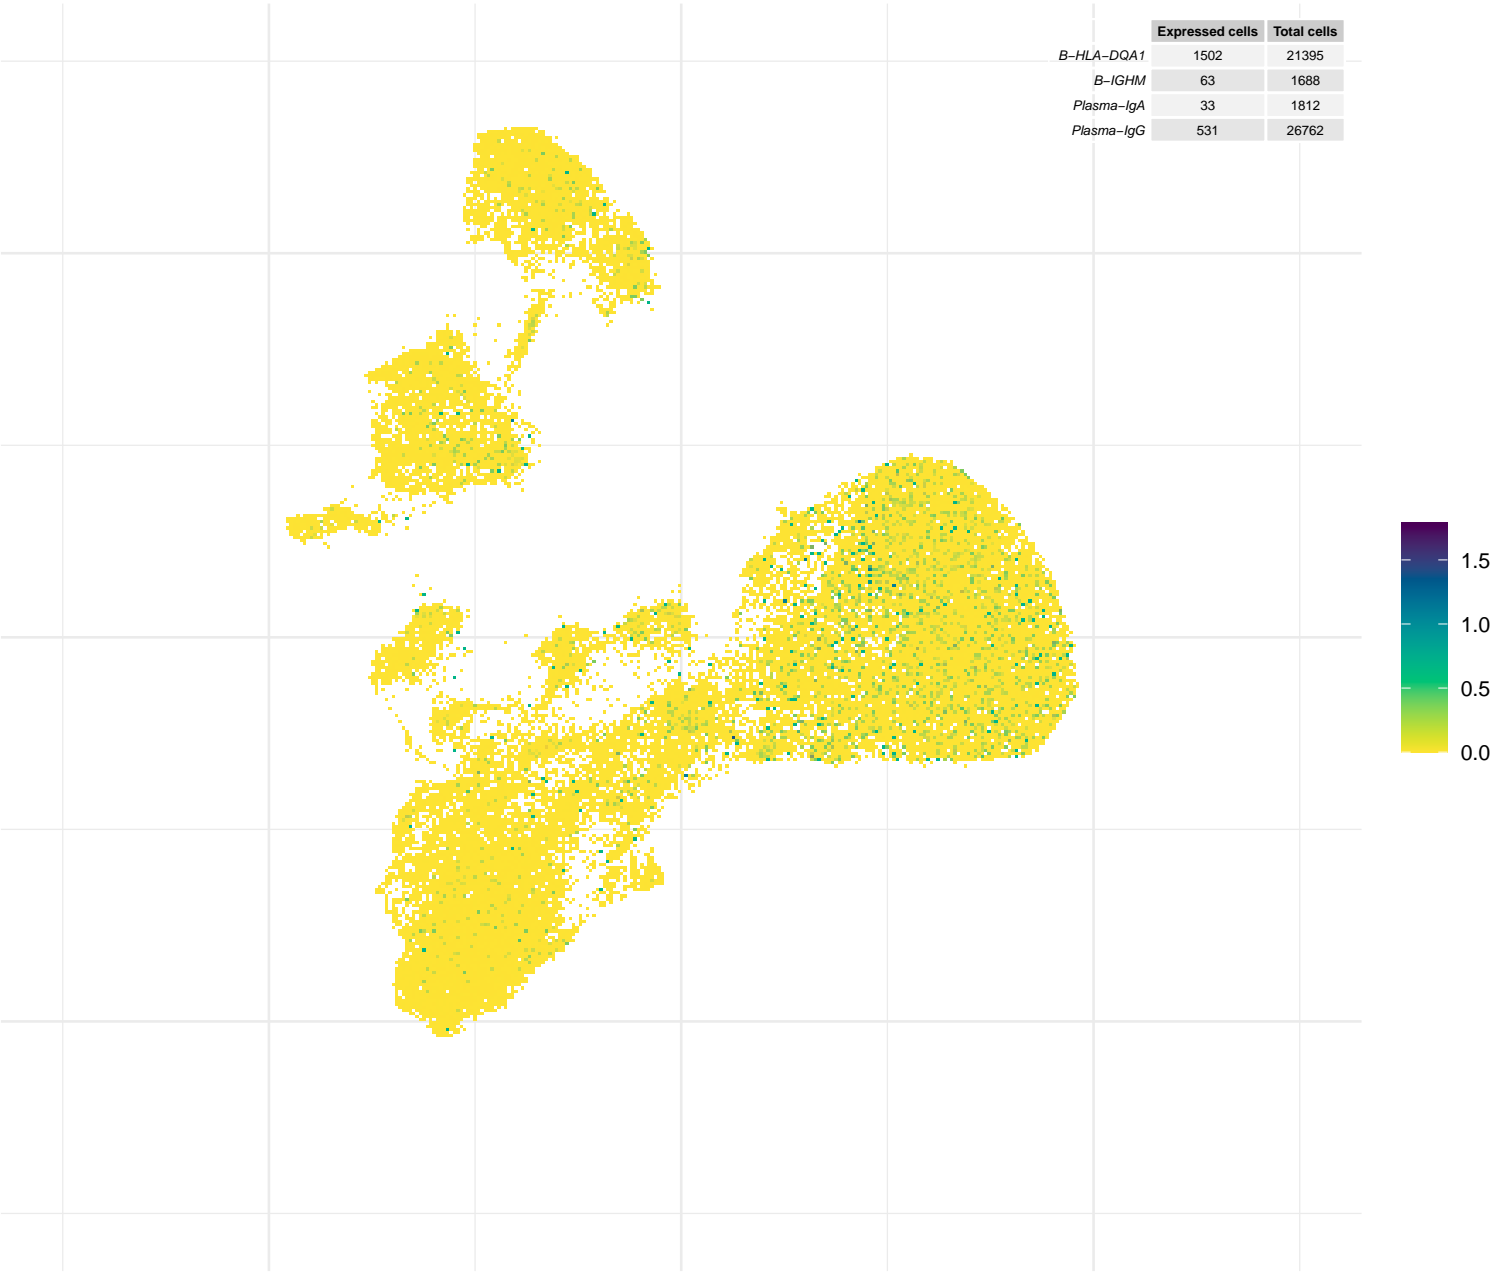 Expressed cells Total cells
B−HLA−DQA1 1502 21395
B−IGHM 63 1688
Plasma−IgA 33 1812
Plasma−IgG 531 26762
1.5
1.0
0.5
0.0